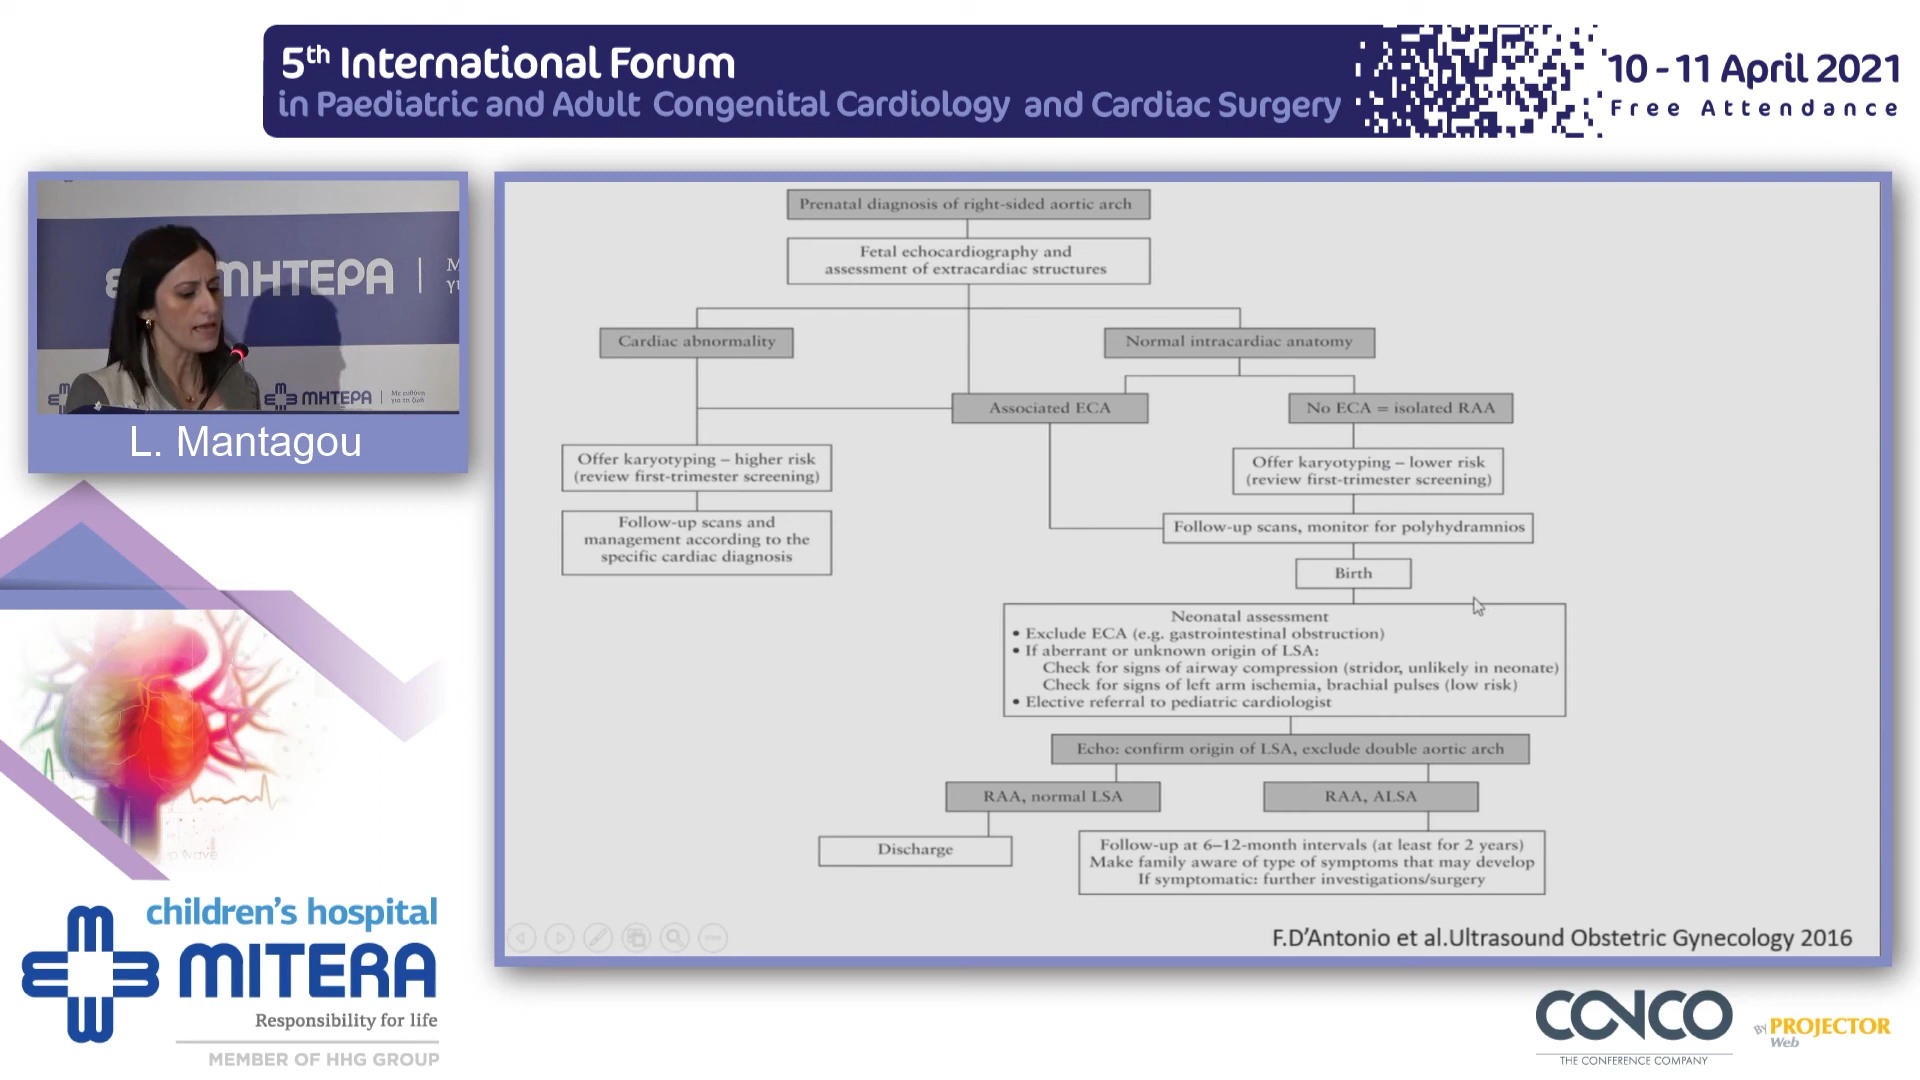 5th International Forum
in Paediatric and Adult Congenital Cardiology and Cardiac Surgery
10 - 11 April 2021
Free Attendance
ΜΗΤΕΡΑ
ΜΗΤΕΡΑ
Με ευθύνη
για τη ζωή
L. Mantagou
Prenatal diagnosis of right-sided aortic arch
Fetal echocardiography and
assessment of extracardiac structures
Cardiac abnormality
Normal intracardiac anatomy
Associated ECA
No ECA = isolated RAA
Offer karyotyping – higher risk
(review first-trimester screening)
Offer karyotyping – lower risk
(review first-trimester screening)
Follow-up scans and
management according to the
specific cardiac diagnosis
Follow-up scans, monitor for polyhydramnios
Birth
Neonatal assessment
• Exclude ECA (e.g. gastrointestinal obstruction)
• If aberrant or unknown origin of LSA:
Check for signs of airway compression (stridor, unlikely in neonate)
Check for signs of left arm ischemia, brachial pulses (low risk)
• Elective referral to pediatric cardiologist
Echo: confirm origin of LSA, exclude double aortic arch
RAA, normal LSA
RAA, ALSA
Discharge
Follow-up at 6–12-month intervals (at least for 2 years)
Make family aware of type of symptoms that may develop
If symptomatic: further investigations/surgery
F.D'Antonio et al.Ultrasound Obstetric Gynecology 2016
children's hospital
MITERA
Responsibility for life
MEMBER OF HHG GROUP
CONCO
THE CONFERENCE COMPANY
By PROJECTOR
Web